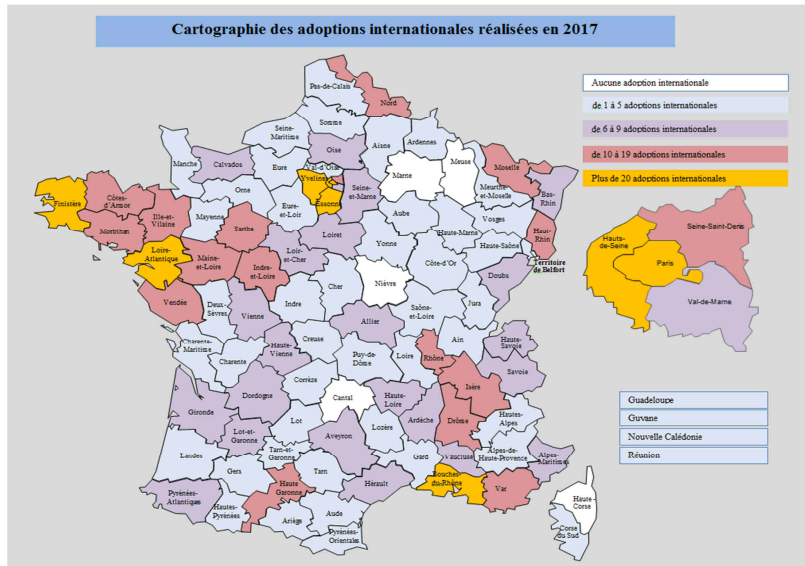 Cartographie des adoptions internationales réalisées en 2017
Aucune adoption internationale
de 1 à 5 adoptions internationales
de 6 à 9 adoptions internationales
de 10 à 19 adoptions internationales
Plus de 20 adoptions internationales
Pas-de-Calais
Nord
Somme
Seine-
Maritime
Aisne
Ardennes
Oise
Manche
Calvados
Eure
Val-d'Oise
Yvelines
Essonne
Seine-
et-Marne
Marne
Meuse
Moselle
Meurthe-
et-Moselle
Bas-
Rhin
Finistère
Côtes-
d'Armor
Morbihan
Ille-et-
Vilaine
Mayenne
Orne
Eure-
et-Loir
Sarthe
Aube
Haute-Marne
Vosges
Haut-
Rhin
Loiret
Yonne
Haute-Saône
Territoire
de Belfort
Loire-
Atlantique
Maine-
et-Loire
Indre-
et-Loire
Loir-
et-Cher
Cher
Nièvre
Côte-d'Or
Doubs
Vendée
Deux-
Sèvres
Vienne
Indre
Saône-
et-Loire
Jura
Allier
Charente-
Maritime
Charente
Haute-
Vienne
Creuse
Puy-de-
Dôme
Loire
Rhône
Ain
Haute-
Savoie
Savoie
Corrèze
Dordogne
Gironde
Cantal
Haute-
Loire
Isère
Ardèche
Drôme
Hautes-
Alpes
Lot
Lot-et-
Garonne
Aveyron
Lozère
Landes
Tarn-et-
Garonne
Tarn
Gard
Vaucluse
Alpes-de-
Haute-Provence
Alpes-
Maritimes
Gers
Haute
Garonne
Hérault
Bouches-
du-Rhône
Var
Pyrénées-
Atlantiques
Hautes-
Pyrénées
Ariège
Aude
Pyrénées-
Orientales
Haute-
Corse
Corse
du Sud
Hauts-
de-Seine
Seine-Saint-Denis
Paris
Val-de-Marne
Guadeloupe
Guyane
Nouvelle Calédonie
Réunion